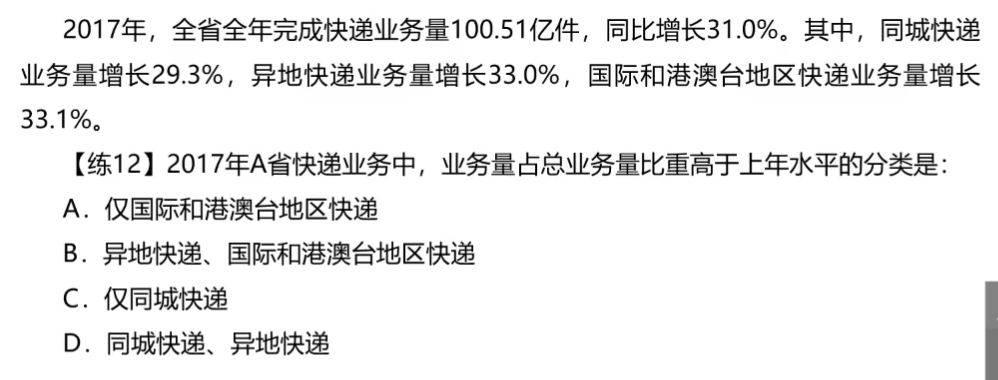 2017年，全省全年完成快递业务量100.51亿件，同比增长31.0%。其中，同城快递
业务量增长29.3%，异地快递业务量增长33.0%，国际和港澳台地区快递业务量增长
33.1%。
【练12】2017年A省快递业务中，业务量占总业务量比重高于上年水平的分类是：
A．仅国际和港澳台地区快递
B．异地快递、国际和港澳台地区快递
C．仅同城快递
D．同城快递、异地快递